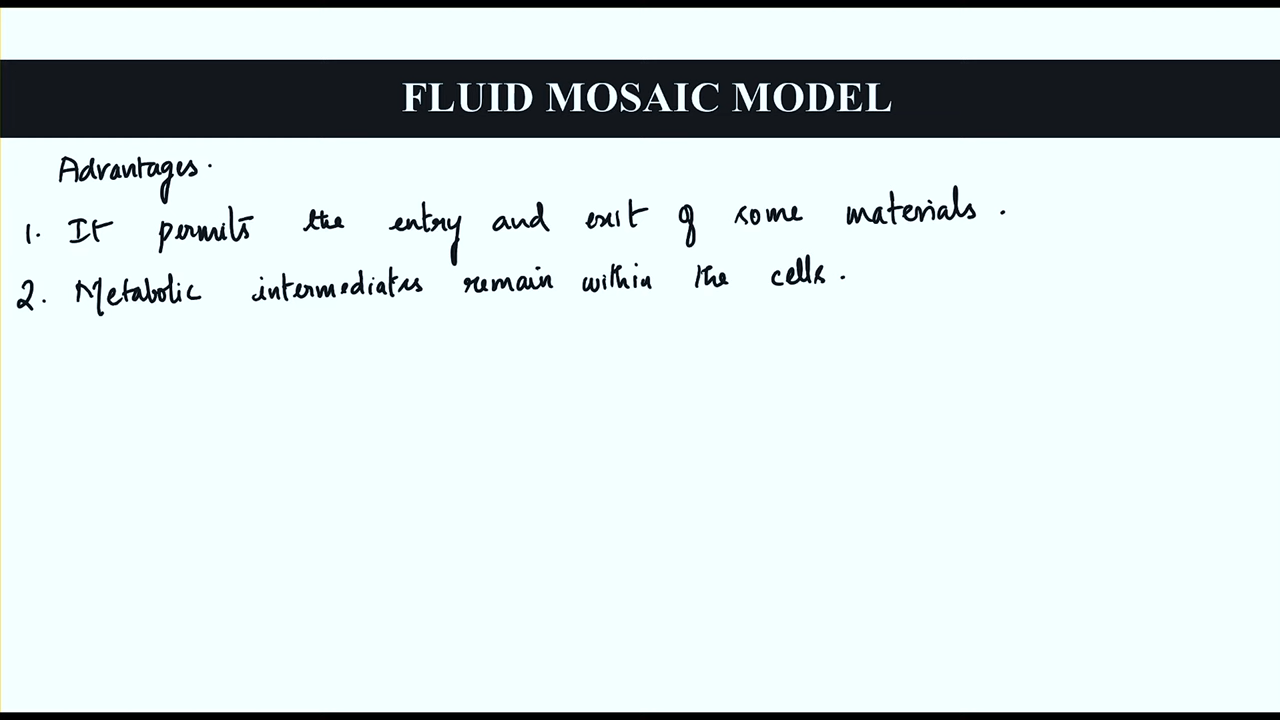 FLUID MOSAIC MODEL
Advantages.
1. It permits the entry and exit of some materials.
2. Metabolic intermediates remain within the cells.